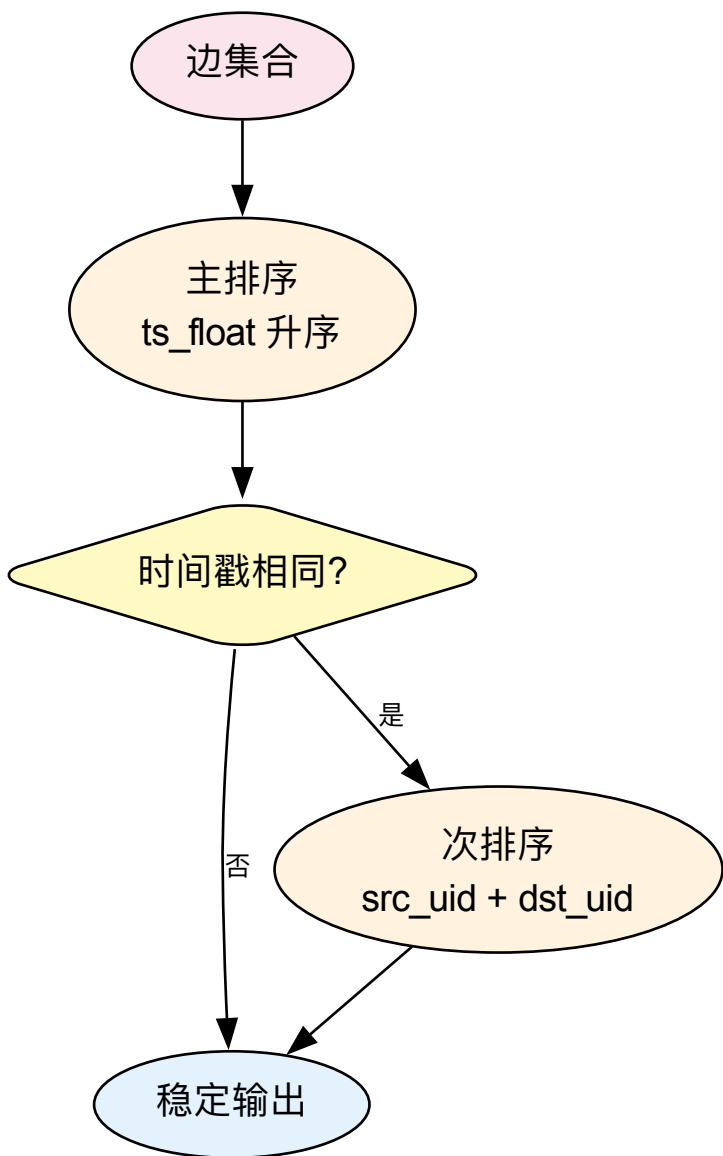 边集合
主排序
ts_float 升序
时间戳相同?
是
否
次排序
src_uid + dst_uid
稳定输出